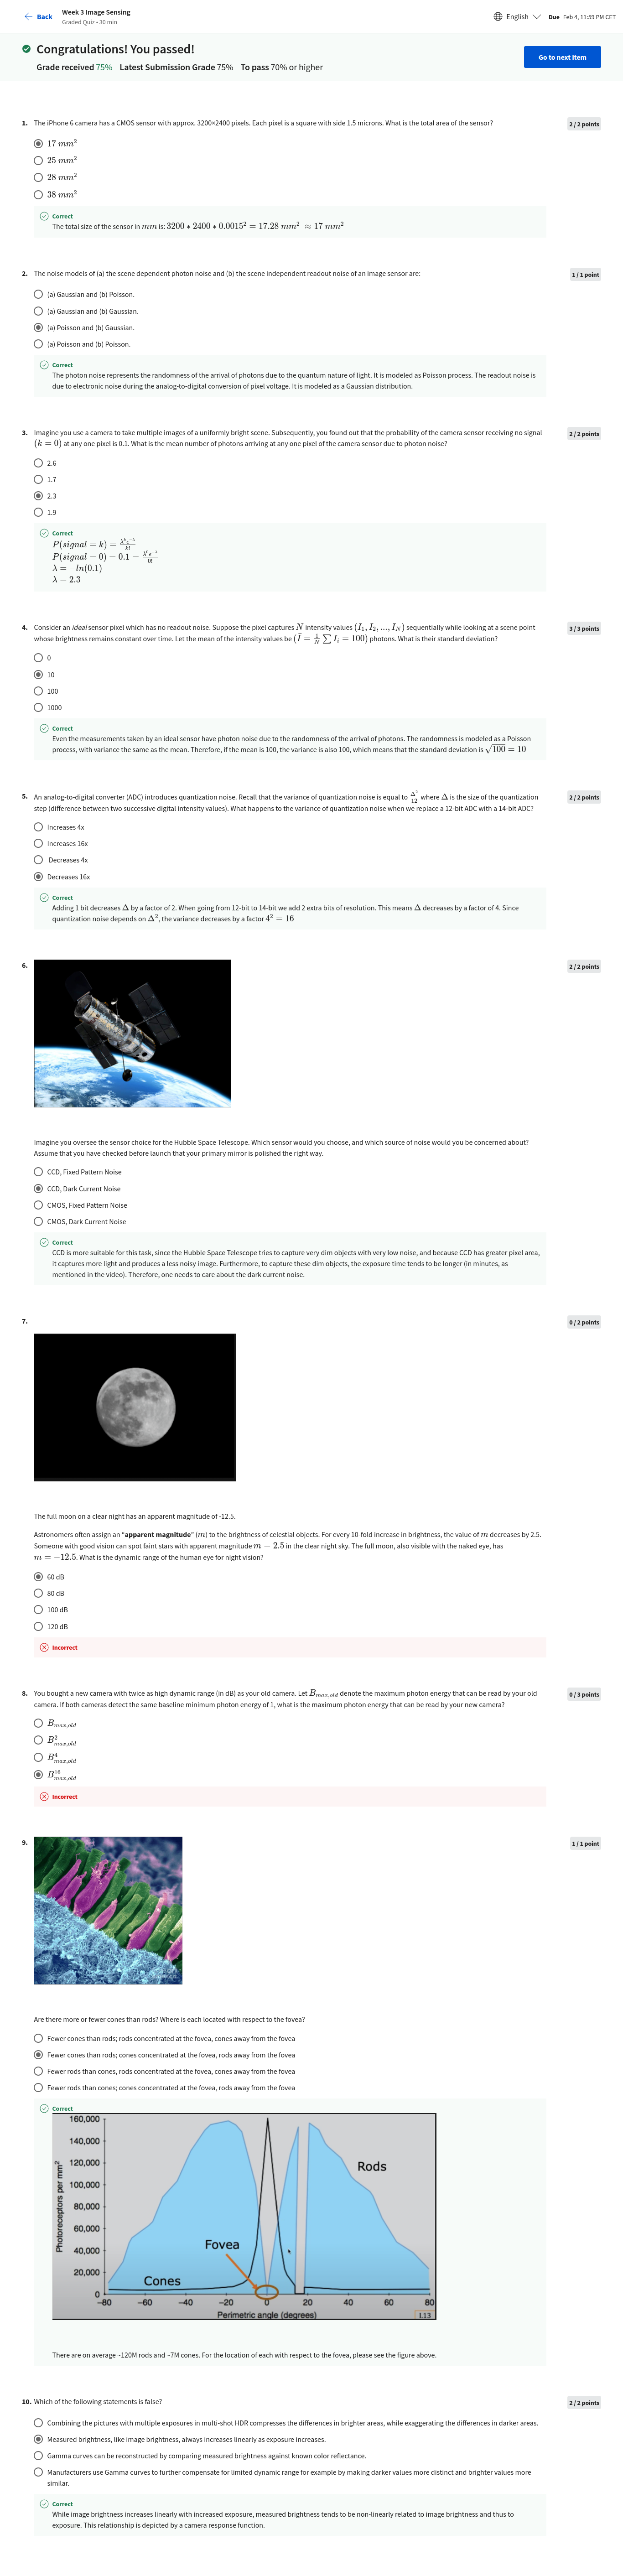 Back
Week 3 Image Sensing
Graded Quiz • 30 min
English
Due Feb 4, 11:59 PM CET
Congratulations! You passed!
Grade received 75% Latest Submission Grade 75% To pass 70% or higher
Go to next item
1. The iPhone 6 camera has a CMOS sensor with approx. 3200×2400 pixels. Each pixel is a square with side 1.5 microns. What is the total area of the sensor?
2 / 2 points
17 mm²
25 mm²
28 mm²
38 mm²
Correct
The total size of the sensor in mm is: 3200 * 2400 * 0.0015² = 17.28 mm² ≈ 17 mm²
2. The noise models of (a) the scene dependent photon noise and (b) the scene independent readout noise of an image sensor are:
1 / 1 point
(a) Gaussian and (b) Poisson.
(a) Gaussian and (b) Gaussian.
(a) Poisson and (b) Gaussian.
(a) Poisson and (b) Poisson.
Correct
The photon noise represents the randomness of the arrival of photons due to the quantum nature of light. It is modeled as Poisson process. The readout noise is
due to electronic noise during the analog-to-digital conversion of pixel voltage. It is modeled as a Gaussian distribution.
3. Imagine you use a camera to take multiple images of a uniformly bright scene. Subsequently, you found out that the probability of the camera sensor receiving no signal
(k = 0) at any one pixel is 0.1. What is the mean number of photons arriving at any one pixel of the camera sensor due to photon noise?
2 / 2 points
2.6
1.7
2.3
1.9
Correct
P(signal = k) = λᵏe⁻λ/k!
P(signal = 0) = 0.1 = λ⁰e⁻λ/0!
λ = −ln(0.1)
λ = 2.3
4. Consider an ideal sensor pixel which has no readout noise. Suppose the pixel captures N intensity values (I₁, I₂, ..., I_N) sequentially while looking at a scene point
whose brightness remains constant over time. Let the mean of the intensity values be (Ī = 1/N ∑ Iᵢ = 100) photons. What is their standard deviation?
3 / 3 points
0
10
100
1000
Correct
Even the measurements taken by an ideal sensor have photon noise due to the randomness of the arrival of photons. The randomness is modeled as a Poisson
process, with variance the same as the mean. Therefore, if the mean is 100, the variance is also 100, which means that the standard deviation is √100 = 10
5. An analog-to-digital converter (ADC) introduces quantization noise. Recall that the variance of quantization noise is equal to Δ²/12 where Δ is the size of the quantization
step (difference between two successive digital intensity values). What happens to the variance of quantization noise when we replace a 12-bit ADC with a 14-bit ADC?
2 / 2 points
Increases 4x
Increases 16x
Decreases 4x
Decreases 16x
Correct
Adding 1 bit decreases Δ by a factor of 2. When going from 12-bit to 14-bit we add 2 extra bits of resolution. This means Δ decreases by a factor of 4. Since
quantization noise depends on Δ², the variance decreases by a factor 4² = 16
6.
2 / 2 points
Imagine you oversee the sensor choice for the Hubble Space Telescope. Which sensor would you choose, and which source of noise would you be concerned about?
Assume that you have checked before launch that your primary mirror is polished the right way.
CCD, Fixed Pattern Noise
CCD, Dark Current Noise
CMOS, Fixed Pattern Noise
CMOS, Dark Current Noise
Correct
CCD is more suitable for this task, since the Hubble Space Telescope tries to capture very dim objects with very low noise, and because CCD has greater pixel area,
it captures more light and produces a less noisy image. Furthermore, to capture these dim objects, the exposure time tends to be longer (in minutes, as
mentioned in the video). Therefore, one needs to care about the dark current noise.
7.
0 / 2 points
The full moon on a clear night has an apparent magnitude of -12.5.
Astronomers often assign an "apparent magnitude" (m) to the brightness of celestial objects. For every 10-fold increase in brightness, the value of m decreases by 2.5.
Someone with good vision can spot faint stars with apparent magnitude m = 2.5 in the clear night sky. The full moon, also visible with the naked eye, has
m = −12.5. What is the dynamic range of the human eye for night vision?
60 dB
80 dB
100 dB
120 dB
Incorrect
8. You bought a new camera with twice as high dynamic range (in dB) as your old camera. Let B_max,old denote the maximum photon energy that can be read by your old
camera. If both cameras detect the same baseline minimum photon energy of 1, what is the maximum photon energy that can be read by your new camera?
0 / 3 points
B_max,old
B²_max,old
B⁴_max,old
B¹⁶_max,old
Incorrect
9.
1 / 1 point
Are there more or fewer cones than rods? Where is each located with respect to the fovea?
Fewer cones than rods; rods concentrated at the fovea, cones away from the fovea
Fewer cones than rods; cones concentrated at the fovea, rods away from the fovea
Fewer rods than cones, rods concentrated at the fovea, cones away from the fovea
Fewer rods than cones; cones concentrated at the fovea, rods away from the fovea
Correct
Photoreceptors per mm²
160,000
140,000
120,000
100,000
80,000
60,000
40,000
20,000
0
Rods
Fovea
Cones
−80 −60 −40 −20 0 20 40 60 80
Perimetric angle (degrees)
L13
There are on average ~120M rods and ~7M cones. For the location of each with respect to the fovea, please see the figure above.
10. Which of the following statements is false?
2 / 2 points
Combining the pictures with multiple exposures in multi-shot HDR compresses the differences in brighter areas, while exaggerating the differences in darker areas.
Measured brightness, like image brightness, always increases linearly as exposure increases.
Gamma curves can be reconstructed by comparing measured brightness against known color reflectance.
Manufacturers use Gamma curves to further compensate for limited dynamic range for example by making darker values more distinct and brighter values more
similar.
Correct
While image brightness increases linearly with increased exposure, measured brightness tends to be non-linearly related to image brightness and thus to
exposure. This relationship is depicted by a camera response function.